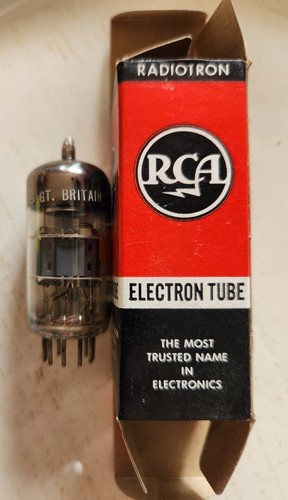 RADIOTRON
RCA
GT. BRITAIN
ELECTRON TUBE
THE MOST
TRUSTED NAME
IN
ELECTRONICS